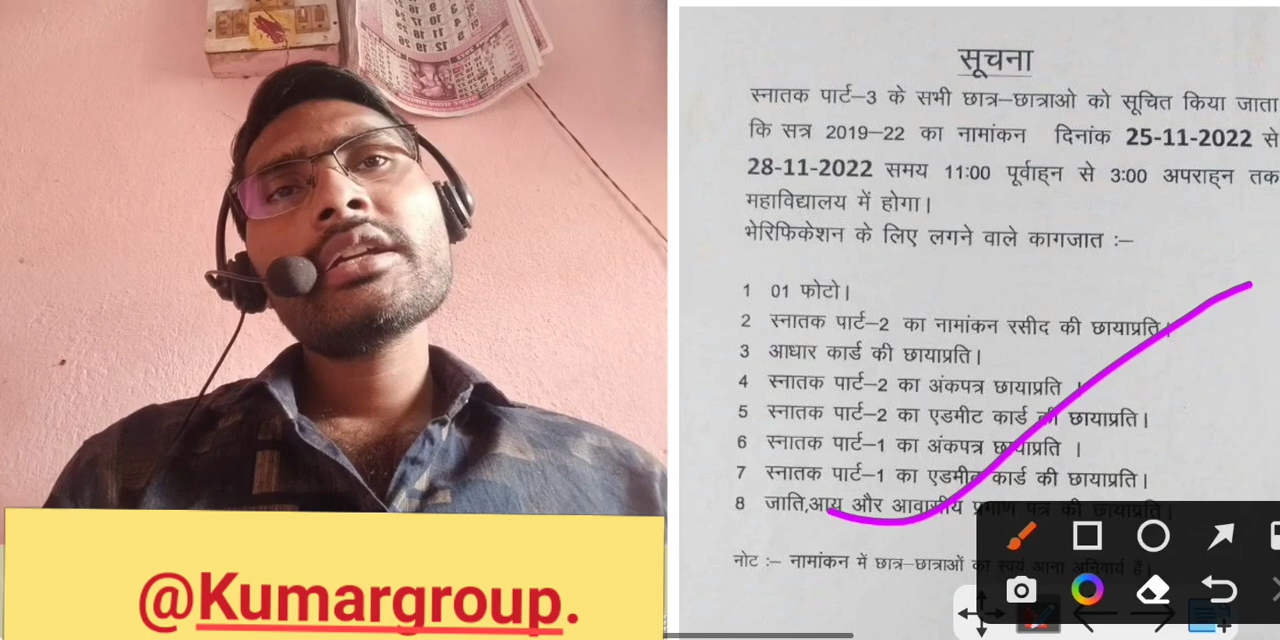 @Kumargroup.
सूचना
स्नातक पार्ट–3 के सभी छात्र–छात्राओ को सूचित किया जाता
कि सत्र 2019–22 का नामांकन दिनांक 25-11-2022 से
28-11-2022 समय 11:00 पूर्वाह्न से 3:00 अपराह्न तक
महाविद्यालय में होगा।
भेरिफिकेशन के लिए लगने वाले कागजात :–
1 01 फोटो।
2 स्नातक पार्ट–2 का नामांकन रसीद की छायाप्रति।
3 आधार कार्ड की छायाप्रति।
4 स्नातक पार्ट–2 का अंकपत्र छायाप्रति ।
5 स्नातक पार्ट–2 का एडमीट कार्ड की छायाप्रति।
6 स्नातक पार्ट–1 का अंकपत्र छायाप्रति ।
7 स्नातक पार्ट–1 का एडमीट कार्ड की छायाप्रति।
8 जाति,आय और आवासीय प्रमाण पत्र की छायाप्रति।
नोट :– नामांकन में छात्र–छात्राओं का स्वयं आना अनिवार्य है।